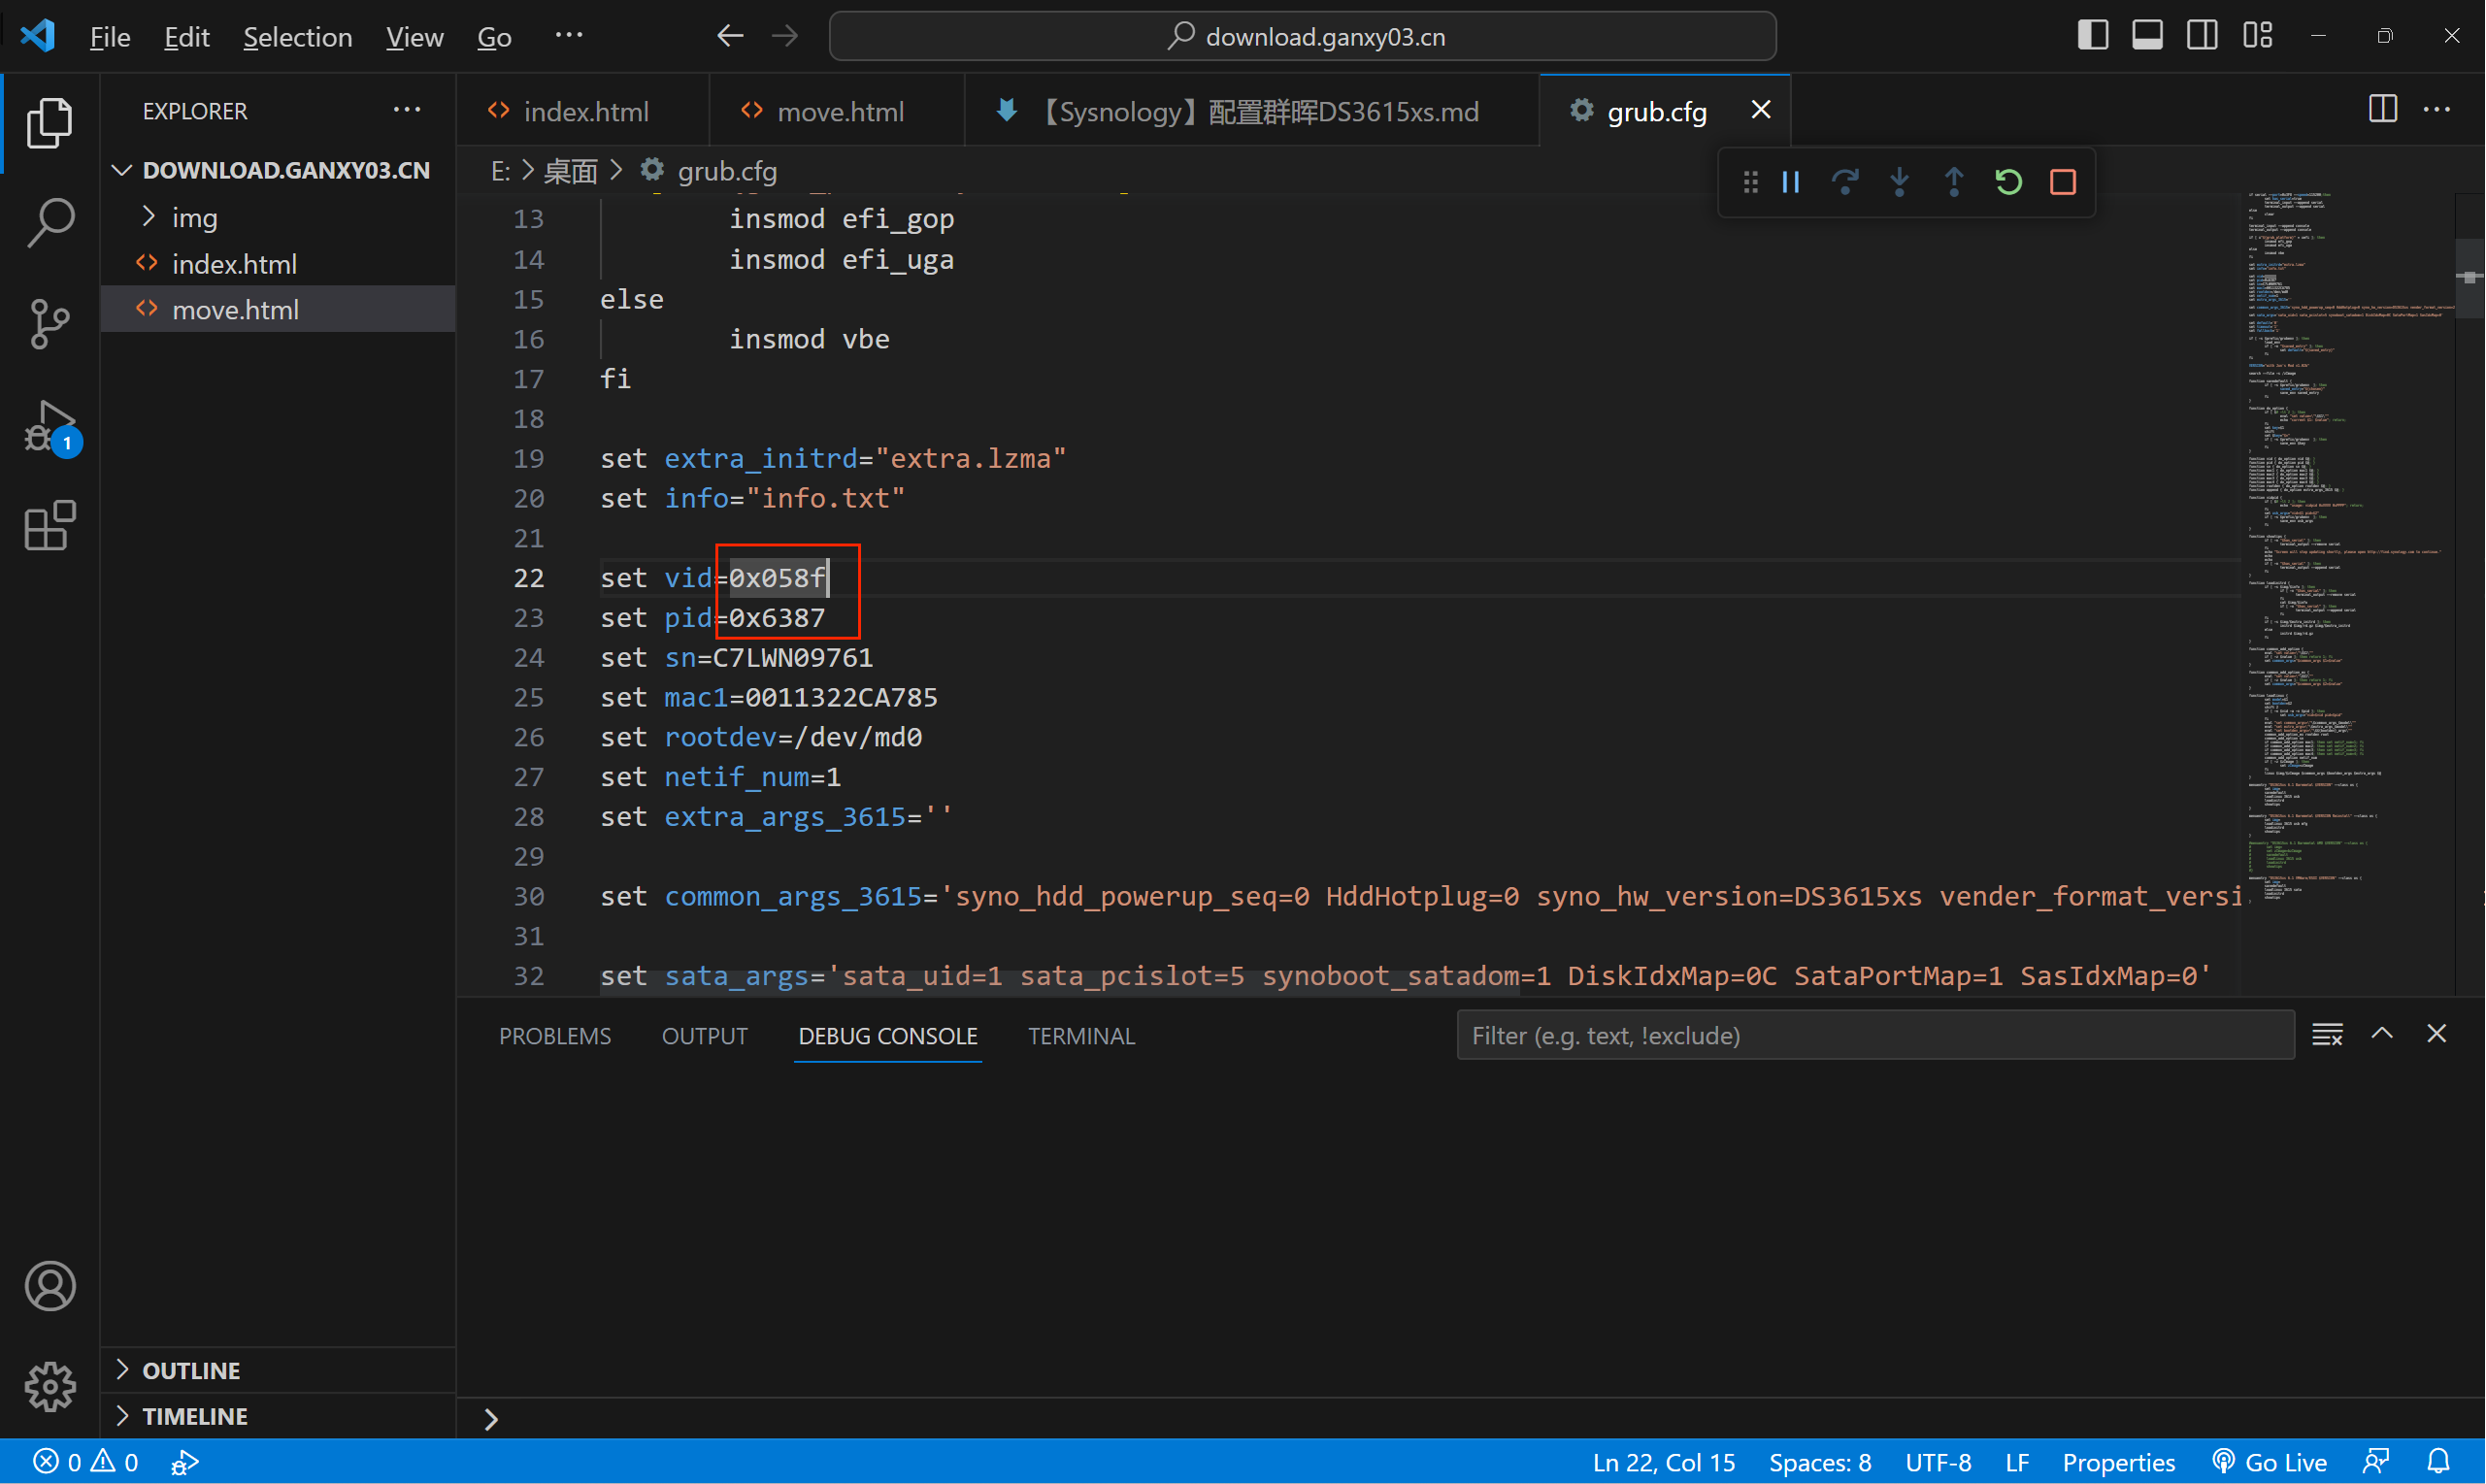 File Edit Selection View Go ...
download.ganxy03.cn
EXPLORER
DOWNLOAD.GANXY03.CN
img
index.html
move.html
OUTLINE
TIMELINE
index.html
move.html
【Sysnology】配置群晖DS3615xs.md
grub.cfg
E: > 桌面 > grub.cfg
13 insmod efi_gop
14 insmod efi_uga
15 else
16 insmod vbe
17 fi
18
19 set extra_initrd="extra.lzma"
20 set info="info.txt"
21
22 set vid=0x058f
23 set pid=0x6387
24 set sn=C7LWN09761
25 set mac1=0011322CA785
26 set rootdev=/dev/md0
27 set netif_num=1
28 set extra_args_3615=''
29
30 set common_args_3615='syno_hdd_powerup_seq=0 HddHotplug=0 syno_hw_version=DS3615xs vender_format_versi
31
32 set sata_args='sata_uid=1 sata_pcislot=5 synoboot_satadom=1 DiskIdxMap=0C SataPortMap=1 SasIdxMap=0'
PROBLEMS OUTPUT DEBUG CONSOLE TERMINAL
Filter (e.g. text, !exclude)
1
0 0
Ln 22, Col 15 Spaces: 8 UTF-8 LF Properties Go Live